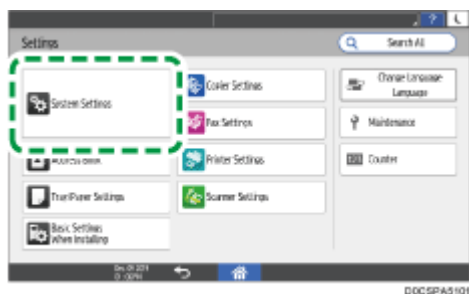 Settings
Search All
System Settings
Copier Settings
Change Language
Language
Fax Settings
Maintenance
Address Book
Printer Settings
Counter
Tray/Paper Settings
Scanner Settings
Basic Settings
When Installing
D0CSPA5101